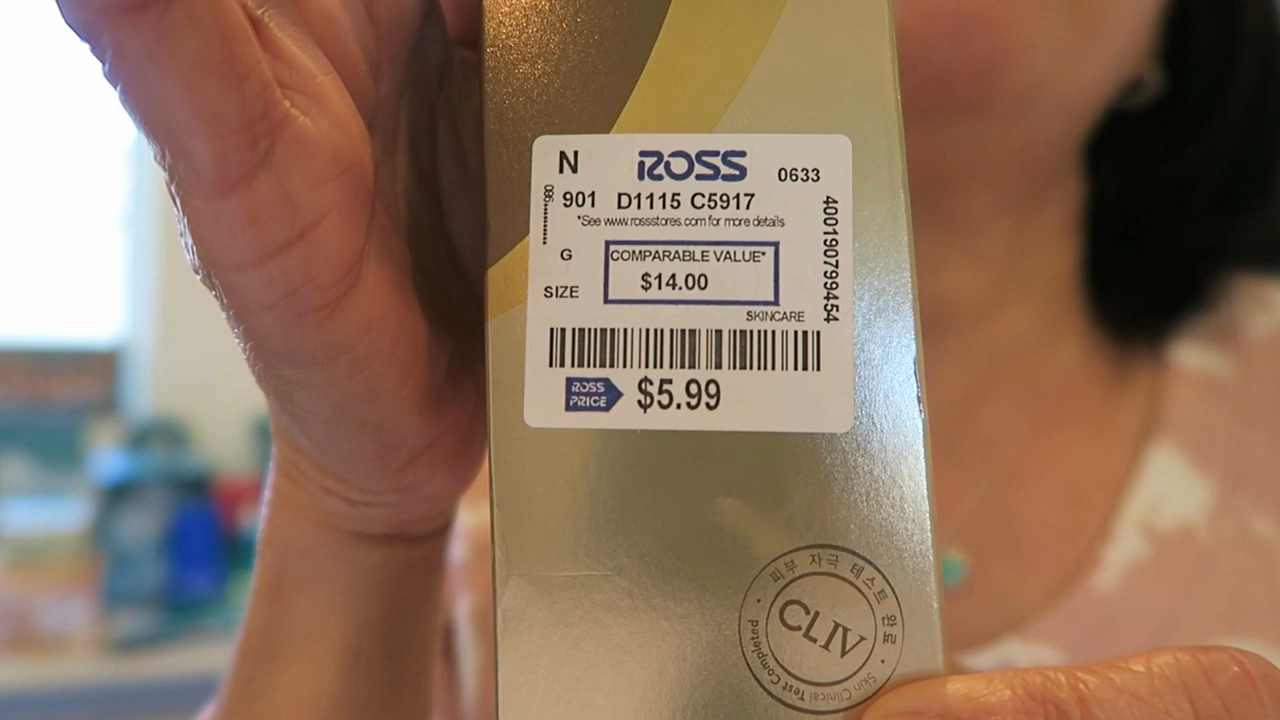 N ROSS 0633
901 D1115 C5917
*See www.rossstores.com for more details
G
COMPARABLE VALUE*
$14.00
SIZE
SKINCARE
400190799454
ROSS PRICE $5.99
피부 자극 테스트 완료
CLIV
Skin Clinical Test Completed